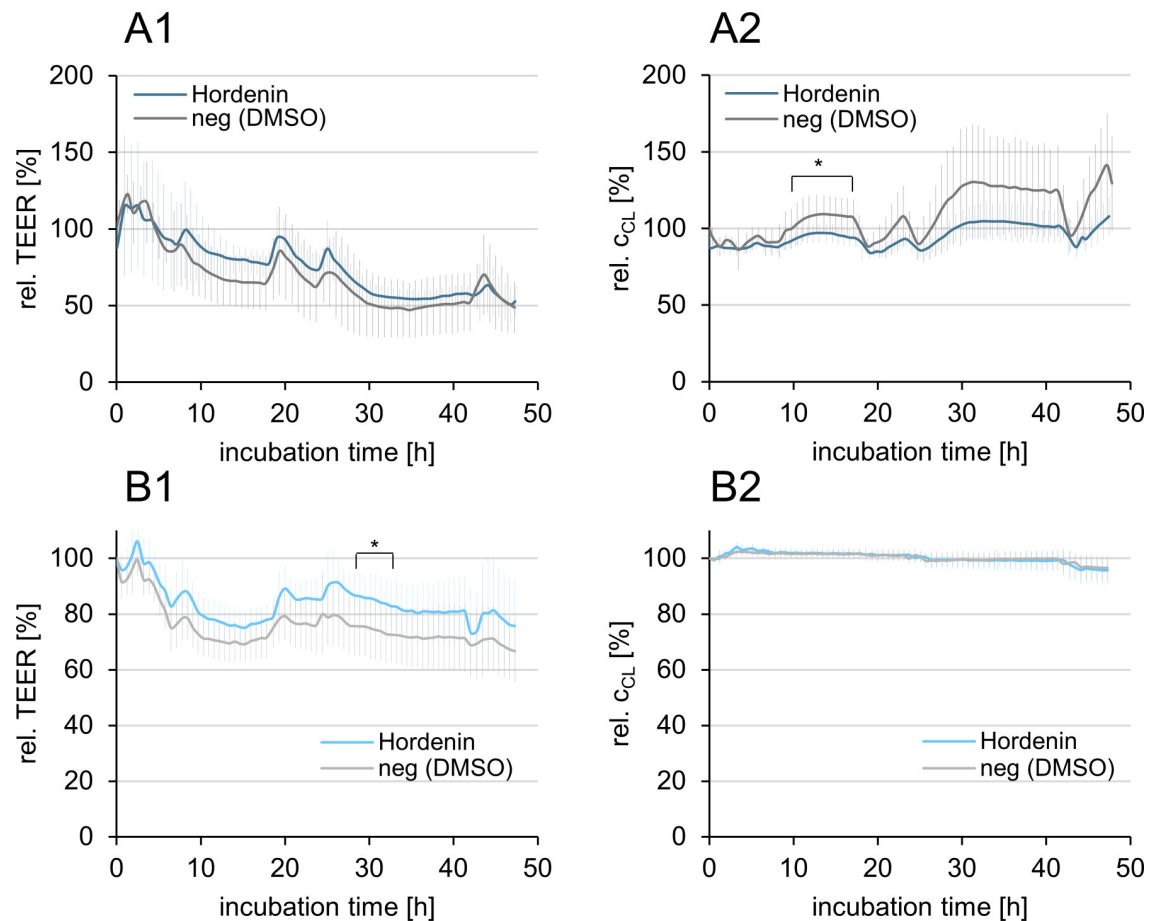 A1
200
150
100
50
0
rel. TEER [%]
Hordenin
neg (DMSO)
0 10 20 30 40 50
incubation time [h]
A2
200
150
100
50
0
rel. c_CL [%]
Hordenin
neg (DMSO)
*
0 10 20 30 40 50
incubation time [h]
B1
100
80
60
40
20
0
rel. TEER [%]
*
Hordenin
neg (DMSO)
0 10 20 30 40 50
incubation time [h]
B2
100
80
60
40
20
0
rel. c_CL [%]
Hordenin
neg (DMSO)
0 10 20 30 40 50
incubation time [h]